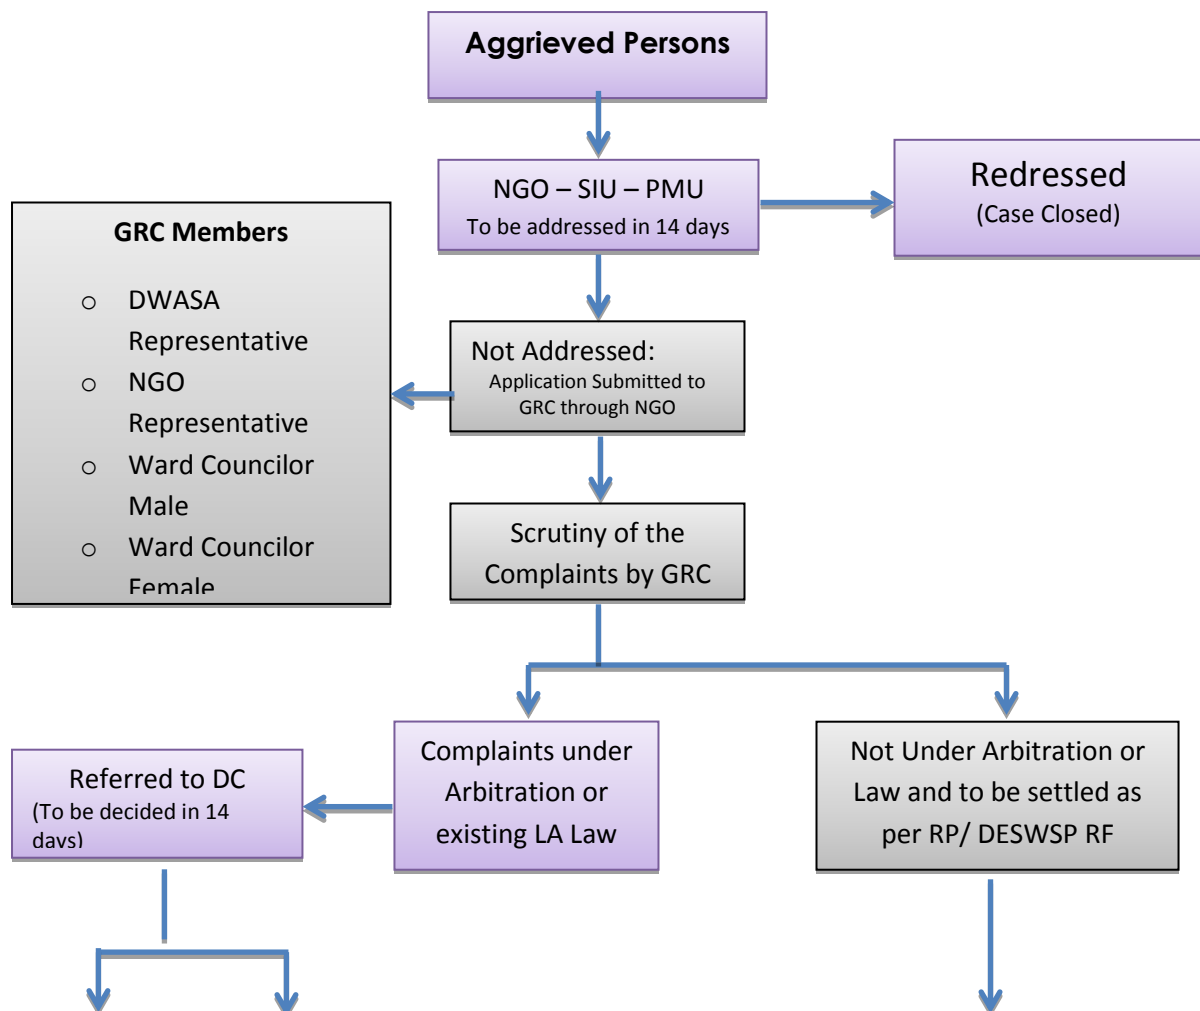 Aggrieved Persons
NGO – SIU – PMU
To be addressed in 14 days
Redressed
(Case Closed)
GRC Members
o DWASA
Representative
o NGO
Representative
o Ward Councilor
Male
o Ward Councilor
Female
Not Addressed:
Application Submitted to
GRC through NGO
Scrutiny of the
Complaints by GRC
Referred to DC
(To be decided in 14
days)
Complaints under
Arbitration or
existing LA Law
Not Under Arbitration or
Law and to be settled as
per RP/ DESWSP RF